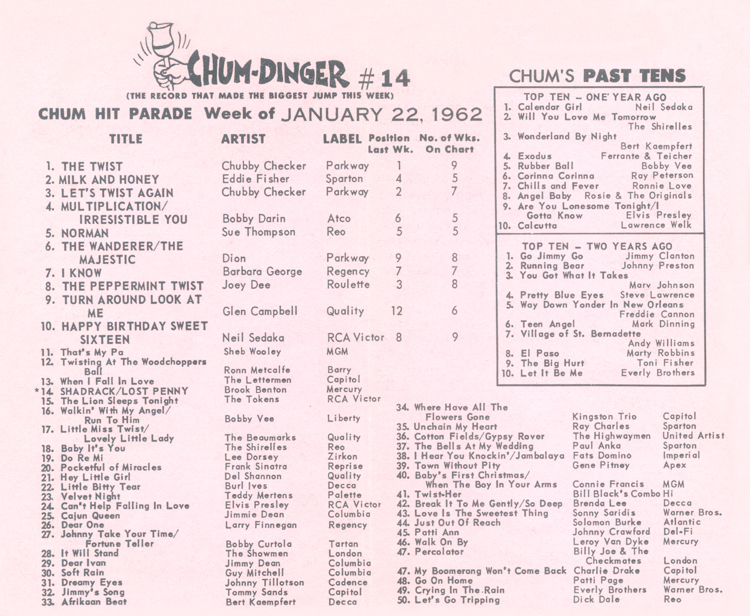 CHUM-DINGER #14
(THE RECORD THAT MADE THE BIGGEST JUMP THIS WEEK)
CHUM HIT PARADE Week of JANUARY 22, 1962
TITLE ARTIST LABEL Position Last Wk. No. of Wks. On Chart
1. THE TWIST Chubby Checker Parkway 1 9
2. MILK AND HONEY Eddie Fisher Sparton 4 5
3. LET'S TWIST AGAIN Chubby Checker Parkway 2 7
4. MULTIPLICATION/
IRRESISTIBLE YOU Bobby Darin Atco 6 5
5. NORMAN Sue Thompson Reo 5 5
6. THE WANDERER/THE
MAJESTIC Dion Parkway 9 8
7. I KNOW Barbara George Regency 7 7
8. THE PEPPERMINT TWIST Joey Dee Roulette 3 8
9. TURN AROUND LOOK AT
ME Glen Campbell Quality 12 6
10. HAPPY BIRTHDAY SWEET
SIXTEEN Neil Sedaka RCA Victor 8 9
11. That's My Pa Sheb Wooley MGM
12. Twisting At The Woodchoppers
Ball Ronn Metcalfe Barry
13. When I Fall In Love The Lettermen Capitol
*14. SHADRACK/LOST PENNY Brook Benton Mercury
15. The Lion Sleeps Tonight The Tokens RCA Victor
16. Walkin' With My Angel/
Run To Him Bobby Vee Liberty
17. Little Miss Twist/
Lovely Little Lady The Beaumarks Quality
18. Baby It's You The Shirelles Reo
19. Do Re Mi Lee Dorsey Zirkon
20. Pocketful of Miracles Frank Sinatra Reprise
21. Hey Little Girl Del Shannon Quality
22. Little Bitty Tear Burl Ives Decca
23. Velvet Night Teddy Mertens Palette
24. Can't Help Falling In Love Elvis Presley RCA Victor
25. Cajun Queen Jimmie Dean Columbia
26. Dear One Larry Finnegan Regency
27. Johnny Take Your Time/
Fortune Teller Bobby Curtola Tartan
28. It Will Stand The Showmen London
29. Dear Ivan Jimmy Dean Columbia
30. Soft Rain Guy Mitchell Columbia
31. Dreamy Eyes Johnny Tillotson Cadence
32. Jimmy's Song Tommy Sands Capitol
33. Afrikaan Beat Bert Kaempfert Decca
34. Where Have All The
Flowers Gone Kingston Trio Capitol
35. Unchain My Heart Ray Charles Sparton
36. Cotton Fields/Gypsy Rover The Highwaymen United Artist
37. The Bells At My Wedding Paul Anka Sparton
38. I Hear You Knockin'/Jambalaya Fats Domino Imperial
39. Town Without Pity Gene Pitney Apex
40. Baby's First Christmas/
When The Boy In Your Arms Connie Francis MGM
41. Twist-Her Bill Black's Combo Hi
42. Break It To Me Gently/So Deep Brenda Lee Decca
43. Love Is The Sweetest Thing Sonny Saridis Warner Bros.
44. Just Out Of Reach Solomon Burke Atlantic
45. Patti Ann Johnny Crawford Del-Fi
46. Walk On By Leroy Van Dyke Mercury
47. Percolator Billy Joe & The
Checkmates London
47. My Boomerang Won't Come Back Charlie Drake Capitol
48. Go On Home Patti Page Mercury
49. Crying In The Rain Everly Brothers Warner Bros.
50. Let's Go Tripping Dick Dale Reo
CHUM'S PAST TENS
TOP TEN – ONE YEAR AGO
1. Calendar Girl Neil Sedaka
2. Will You Love Me Tomorrow
The Shirelles
3. Wonderland By Night
Bert Kaempfert
4. Exodus Ferrante & Teicher
5. Rubber Ball Bobby Vee
6. Corinna Corinna Ray Peterson
7. Chills and Fever Ronnie Love
8. Angel Baby Rosie & The Originals
9. Are You Lonesome Tonight/I
Gotta Know Elvis Presley
10. Calcutta Lawrence Welk
TOP TEN – TWO YEARS AGO
1. Go Jimmy Go Jimmy Clanton
2. Running Bear Johnny Preston
3. You Got What It Takes
Marv Johnson
4. Pretty Blue Eyes Steve Lawrence
5. Way Down Yonder In New Orleans
Freddie Cannon
6. Teen Angel Mark Dinning
7. Village of St. Bernadette
Andy Williams
8. El Paso Marty Robbins
9. The Big Hurt Toni Fisher
10. Let It Be Me Everly Brothers